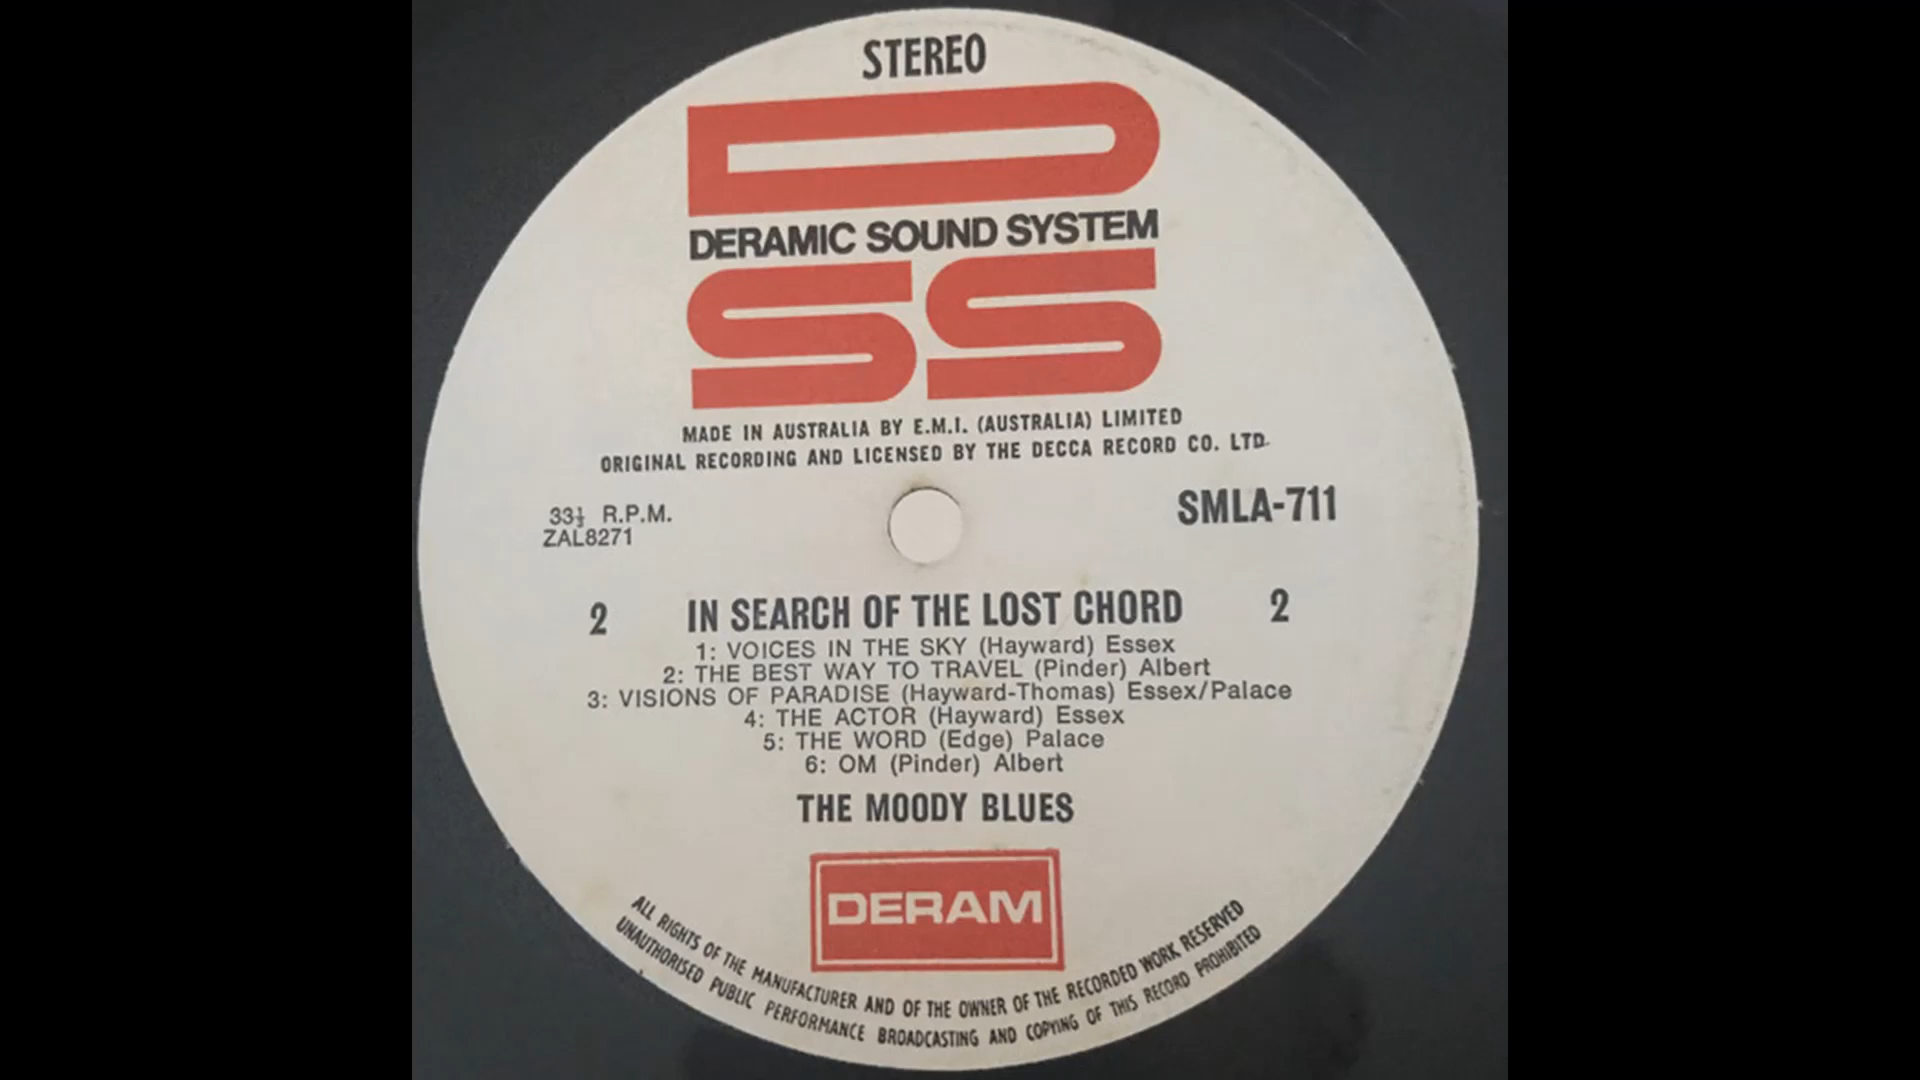 STEREO
D
DERAMIC SOUND SYSTEM
SS
MADE IN AUSTRALIA BY E.M.I. (AUSTRALIA) LIMITED
ORIGINAL RECORDING AND LICENSED BY THE DECCA RECORD CO. LTD.
33⅓ R.P.M.
SMLA-711
ZAL8271
2 IN SEARCH OF THE LOST CHORD 2
1: VOICES IN THE SKY (Hayward) Essex
2: THE BEST WAY TO TRAVEL (Pinder) Albert
3: VISIONS OF PARADISE (Hayward-Thomas) Essex/Palace
4: THE ACTOR (Hayward) Essex
5: THE WORD (Edge) Palace
6: OM (Pinder) Albert
THE MOODY BLUES
DERAM
ALL RIGHTS OF THE MANUFACTURER AND OF THE OWNER OF THE RECORDED WORK RESERVED
UNAUTHORISED PUBLIC PERFORMANCE BROADCASTING AND COPYING OF THIS RECORD PROHIBITED